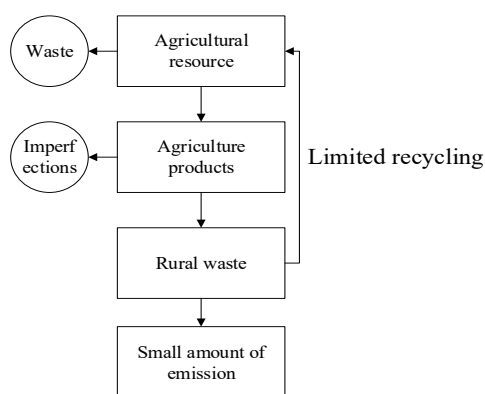 Waste
Agricultural
resource
Imperf
ections
Agriculture
products
Limited recycling
Rural waste
Small amount of
emission